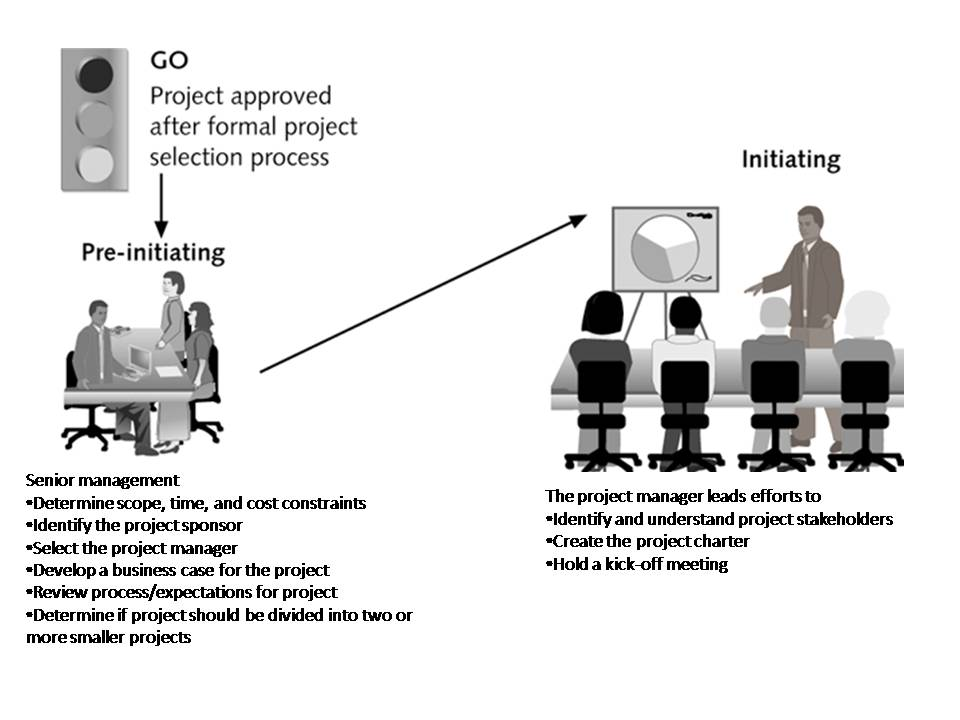 GO
Project approved
after formal project
selection process
Pre-initiating
Initiating
Senior management
•Determine scope, time, and cost constraints
•Identify the project sponsor
•Select the project manager
•Develop a business case for the project
•Review process/expectations for project
•Determine if project should be divided into two or
more smaller projects
The project manager leads efforts to
•Identify and understand project stakeholders
•Create the project charter
•Hold a kick-off meeting